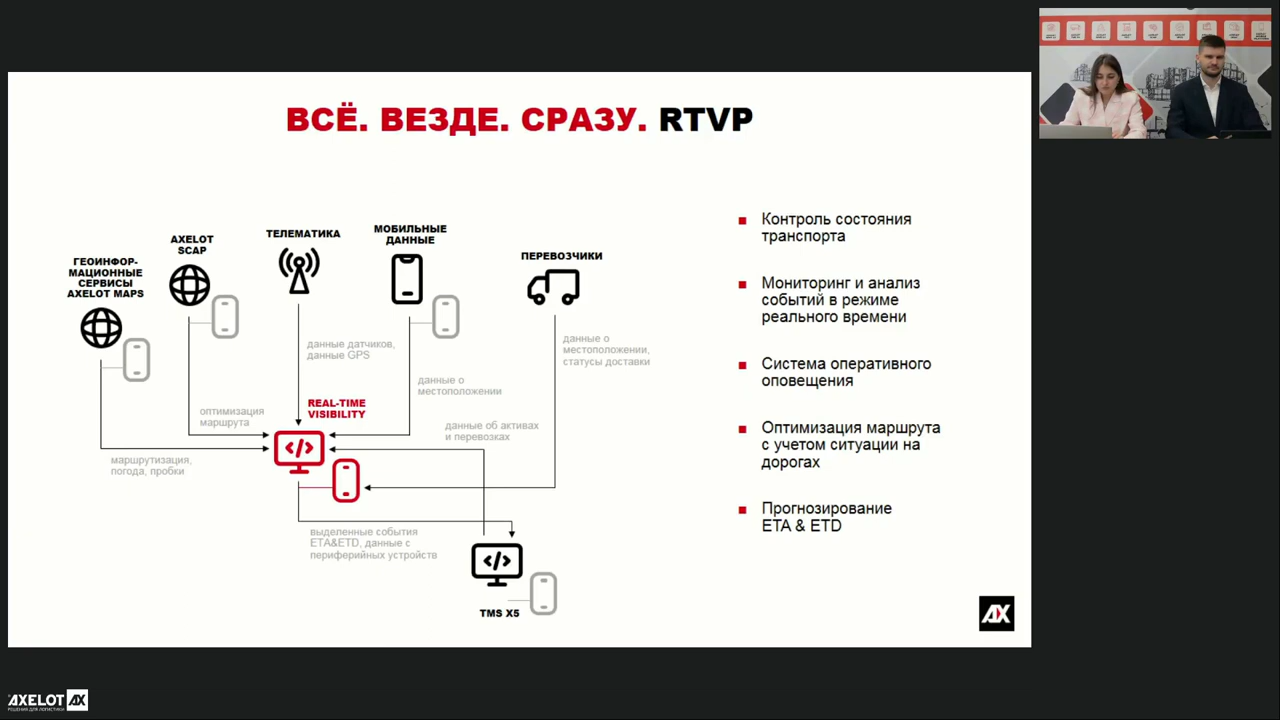 ВСЁ. ВЕЗДЕ. СРАЗУ. RTVP
ГЕОИНФОР-
МАЦИОННЫЕ
СЕРВИСЫ
AXELOT MAPS
AXELOT
SCAP
ТЕЛЕМАТИКА
МОБИЛЬНЫЕ
ДАННЫЕ
ПЕРЕВОЗЧИКИ
данные датчиков,
данные GPS
данные о
местоположении,
статусы доставки
данные о
местоположении
REAL-TIME
VISIBILITY
оптимизация
маршрута
данные об активах
и перевозках
маршрутизация,
погода, пробки
выделенные события
ETA&ETD, данные с
периферийных устройств
TMS X5
Контроль состояния
транспорта
Мониторинг и анализ
событий в режиме
реального времени
Система оперативного
оповещения
Оптимизация маршрута
с учетом ситуации на
дорогах
Прогнозирование
ETA & ETD
AX
AXELOT AX
РЕШЕНИЯ ДЛЯ ЛОГИСТИКИ